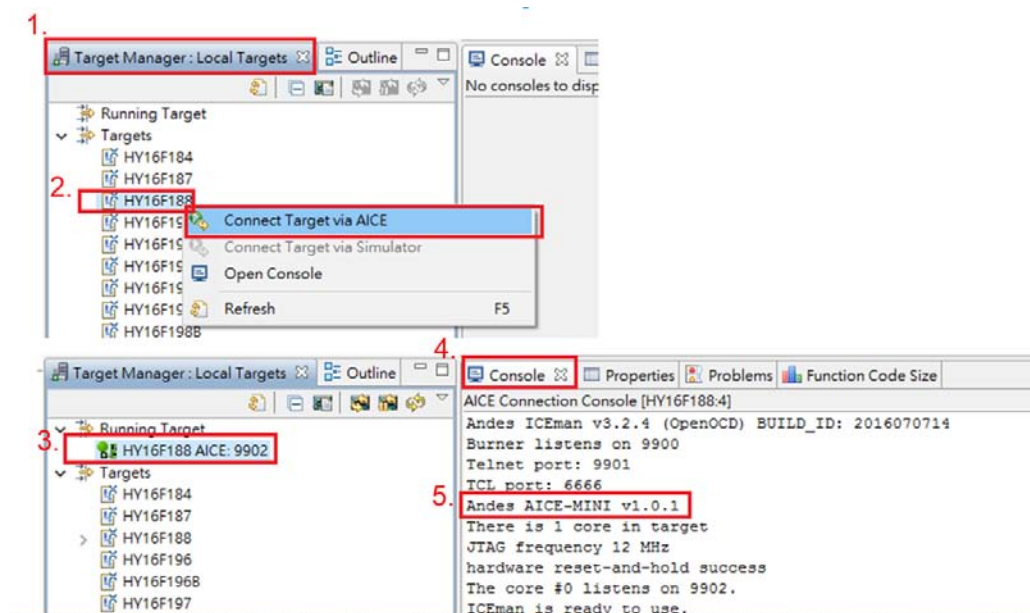 1.
Target Manager : Local Targets
Outline
Console
No consoles to disp
Running Target
Targets
HY16F184
HY16F187
2.
HY16F188
HY16F19
Connect Target via AICE
HY16F19
Connect Target via Simulator
HY16F19
Open Console
HY16F19
HY16F19
Refresh F5
HY16F198B
4.
Target Manager : Local Targets
Outline
Console
Properties
Problems
Function Code Size
AICE Connection Console [HY16F188:4]
Running Target
3.
HY16F188 AICE: 9902
Targets
HY16F184
HY16F187
HY16F188
HY16F196
HY16F196B
HY16F197
Andes ICEman v3.2.4 (OpenOCD) BUILD_ID: 2016070714
Burner listens on 9900
Telnet port: 9901
TCL port: 6666
5.
Andes AICE-MINI v1.0.1
There is 1 core in target
JTAG frequency 12 MHz
hardware reset-and-hold success
The core #0 listens on 9902.
ICEman is ready to use.